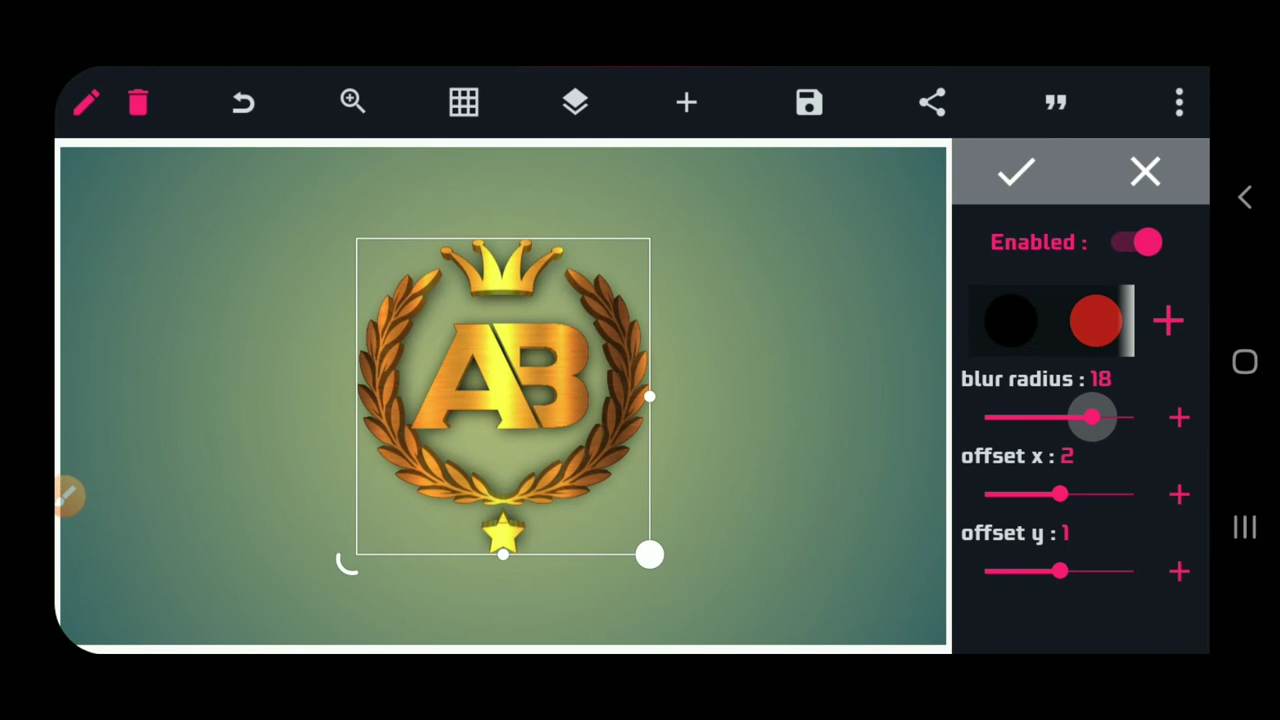 Enabled :
AB
blur radius : 18
offset x : 2
offset y : 1